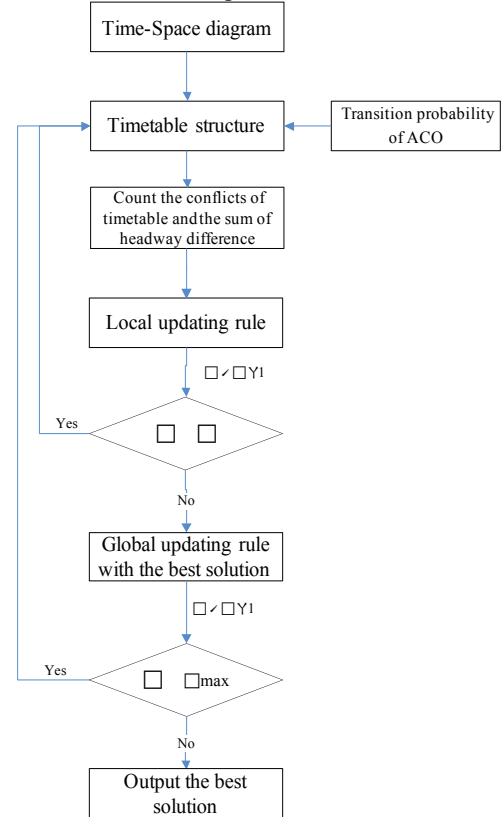 Time-Space diagram
Timetable structure
Transition probability
of ACO
Count the conflicts of
timetable and the sum of
headway difference
Local updating rule
□✓□Y1
Yes
□ □
No
Global updating rule
with the best solution
□✓□Y1
Yes
□ □max
No
Output the best
solution